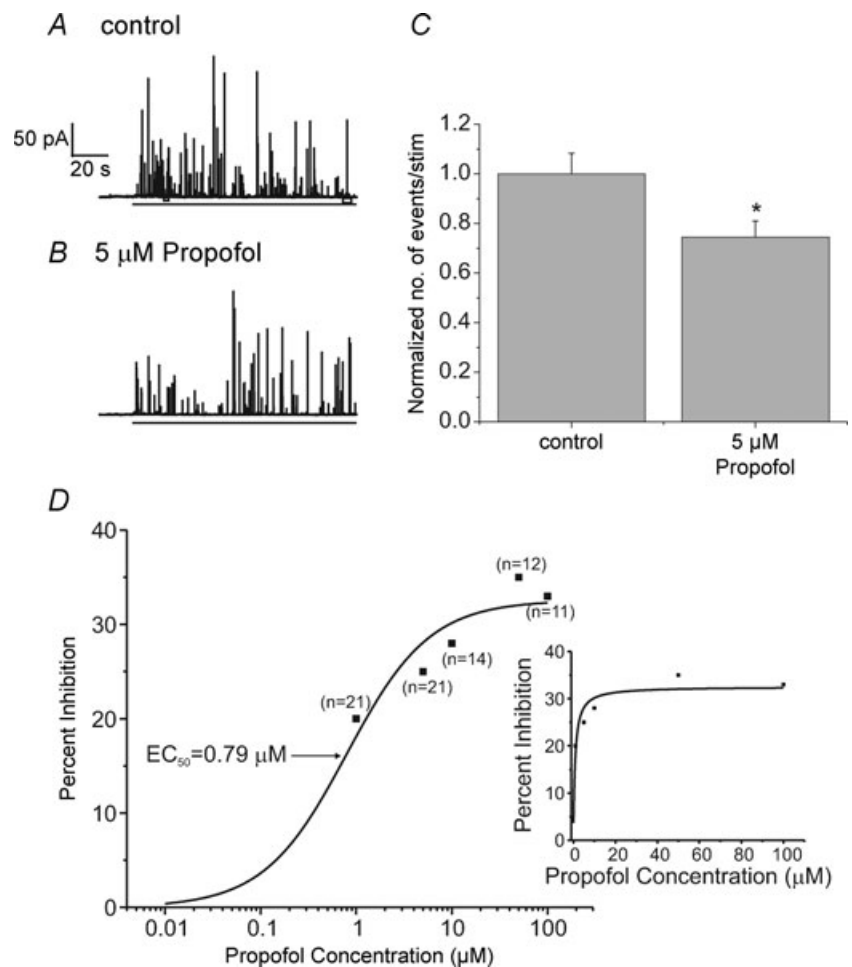 A control
50 pA
20 s
B 5 μM Propofol
C
Normalized no. of events/stim
1.2
1.0
0.8
0.6
0.4
0.2
0.0
*
control
5 μM
Propofol
D
Percent Inhibition
40
30
20
10
0
(n=12)
(n=11)
(n=14)
(n=21)
(n=21)
EC50=0.79 μM
0.01 0.1 1 10 100
Propofol Concentration (μM)
Percent Inhibition
40
30
20
10
0
0 20 40 60 80 100
Propofol Concentration (μM)